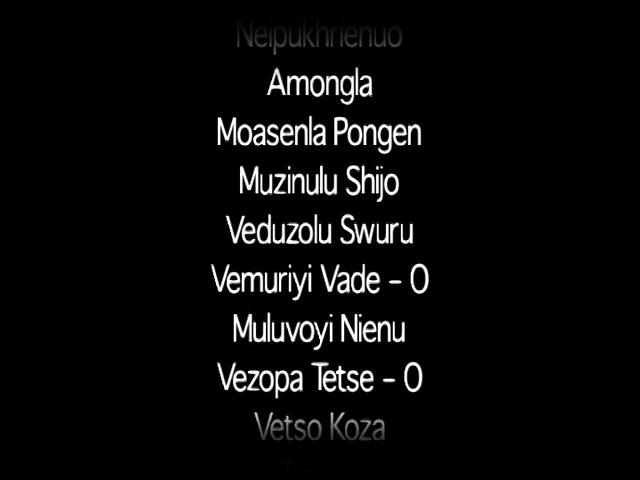 Neipukhrienuo
Amongla
Moasenla Pongen
Muzinulu Shijo
Veduzolu Swuru
Vemuriyi Vade - O
Muluvoyi Nienu
Vezopa Tetse - O
Vetso Koza